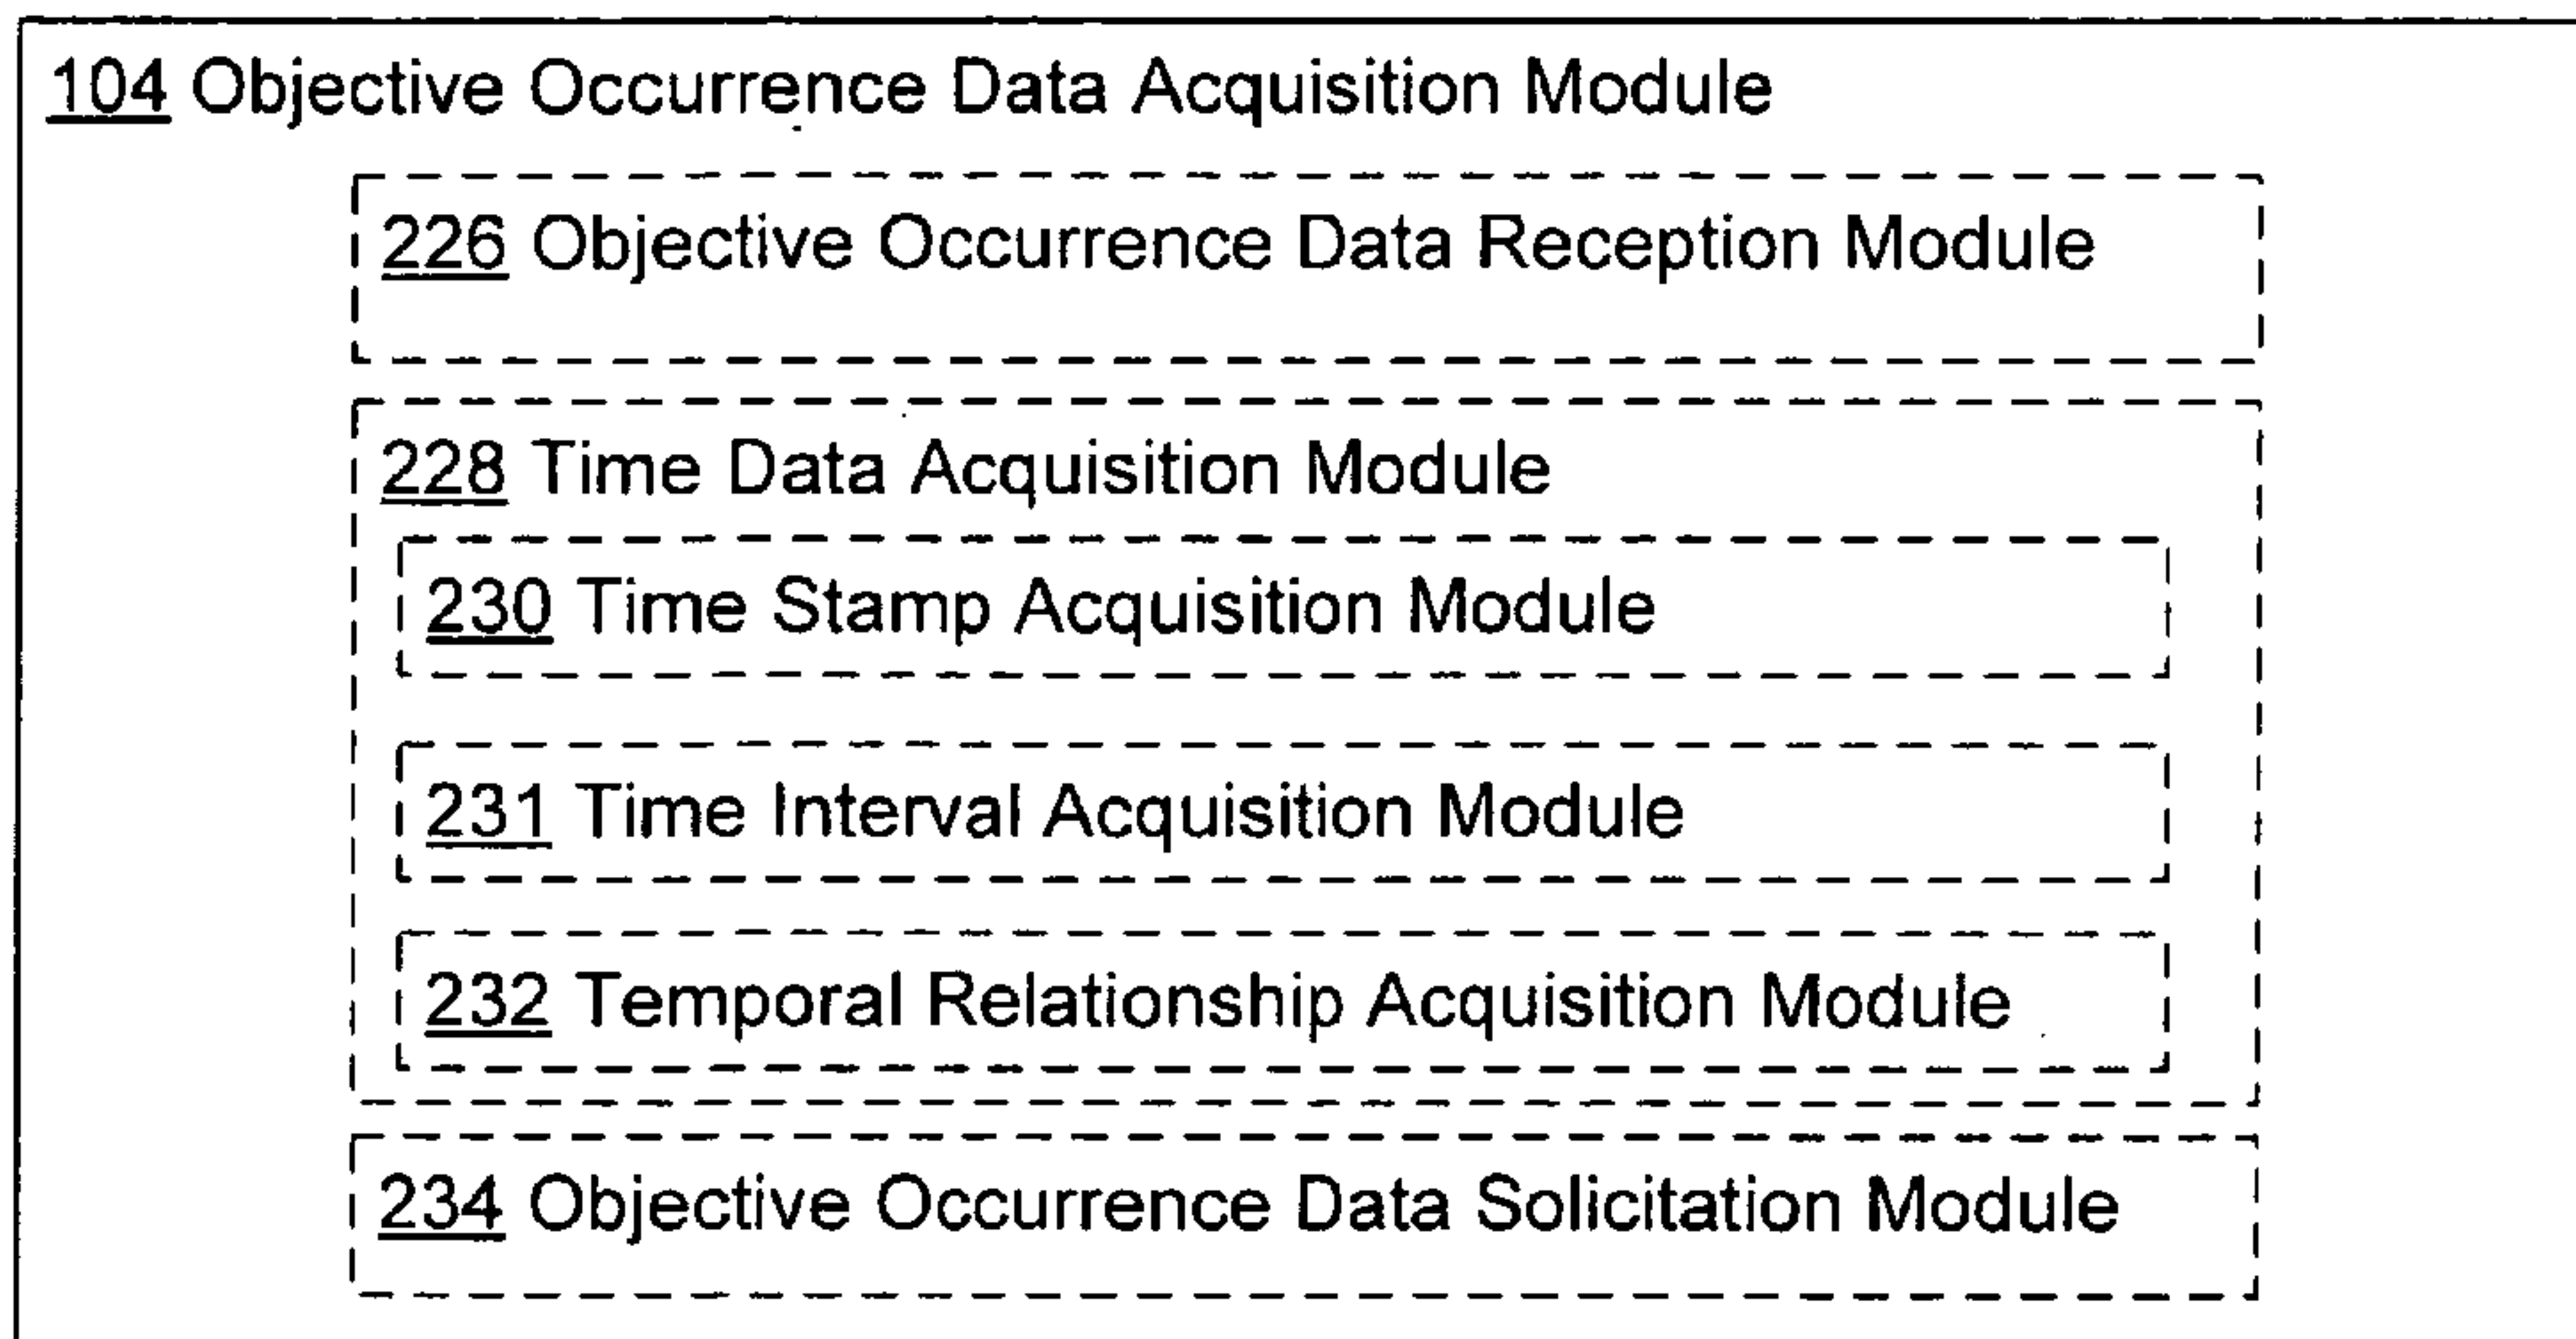 104 Objective Occurrence Data Acquisition Module
226 Objective Occurrence Data Reception Module
228 Time Data Acquisition Module
230 Time Stamp Acquisition Module
231 Time Interval Acquisition Module
232 Temporal Relationship Acquisition Module
234 Objective Occurrence Data Solicitation Module